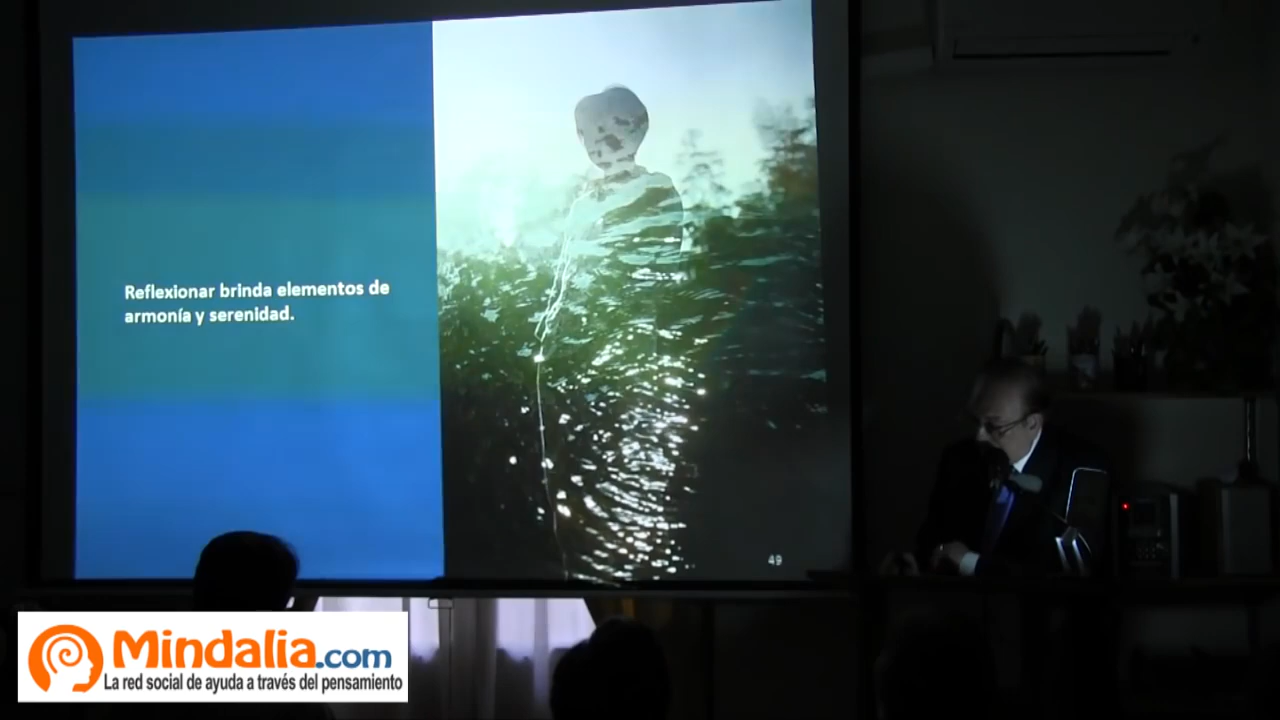 Reflexionar brinda elementos de
armonía y serenidad.
49
Mindalia.com
La red social de ayuda a través del pensamiento